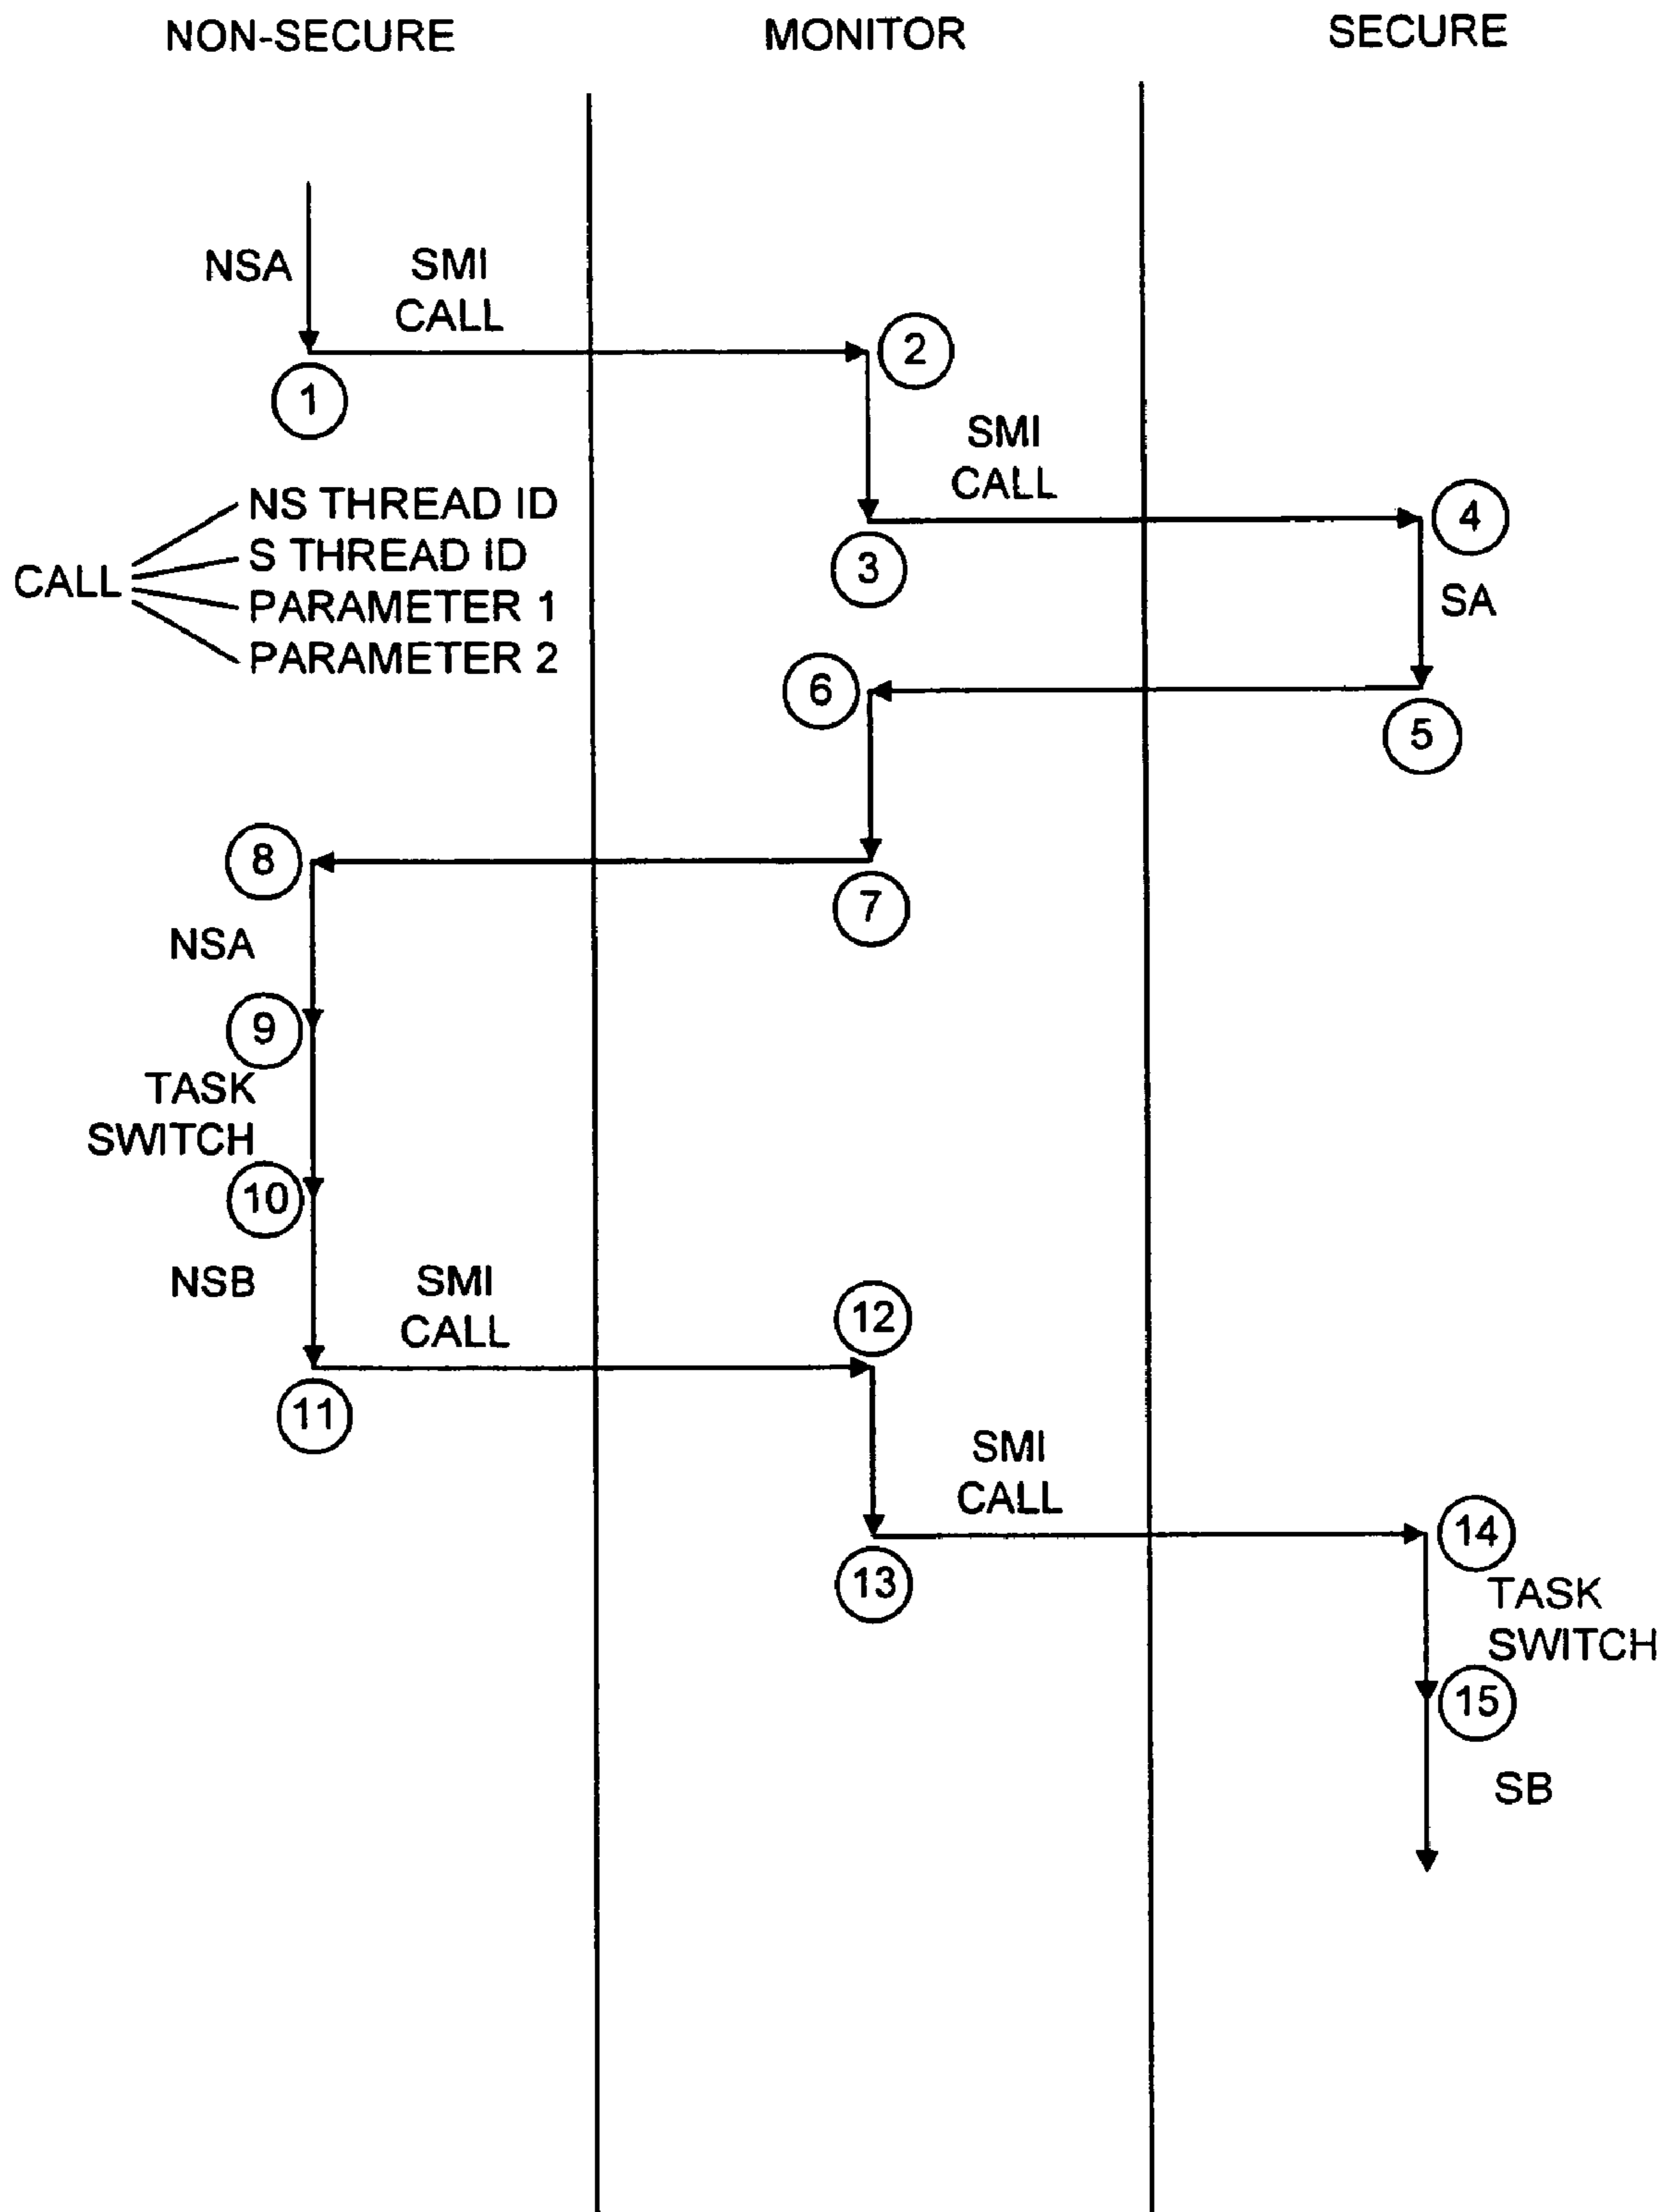 NON-SECURE
MONITOR
SECURE
NSA
SMI
CALL
2
1
SMI
CALL
4
3
CALL
NS THREAD ID
S THREAD ID
PARAMETER 1
PARAMETER 2
SA
6
5
8
7
NSA
9
TASK
SWITCH
10
NSB
SMI
CALL
12
11
SMI
CALL
14
13
TASK
SWITCH
15
SB